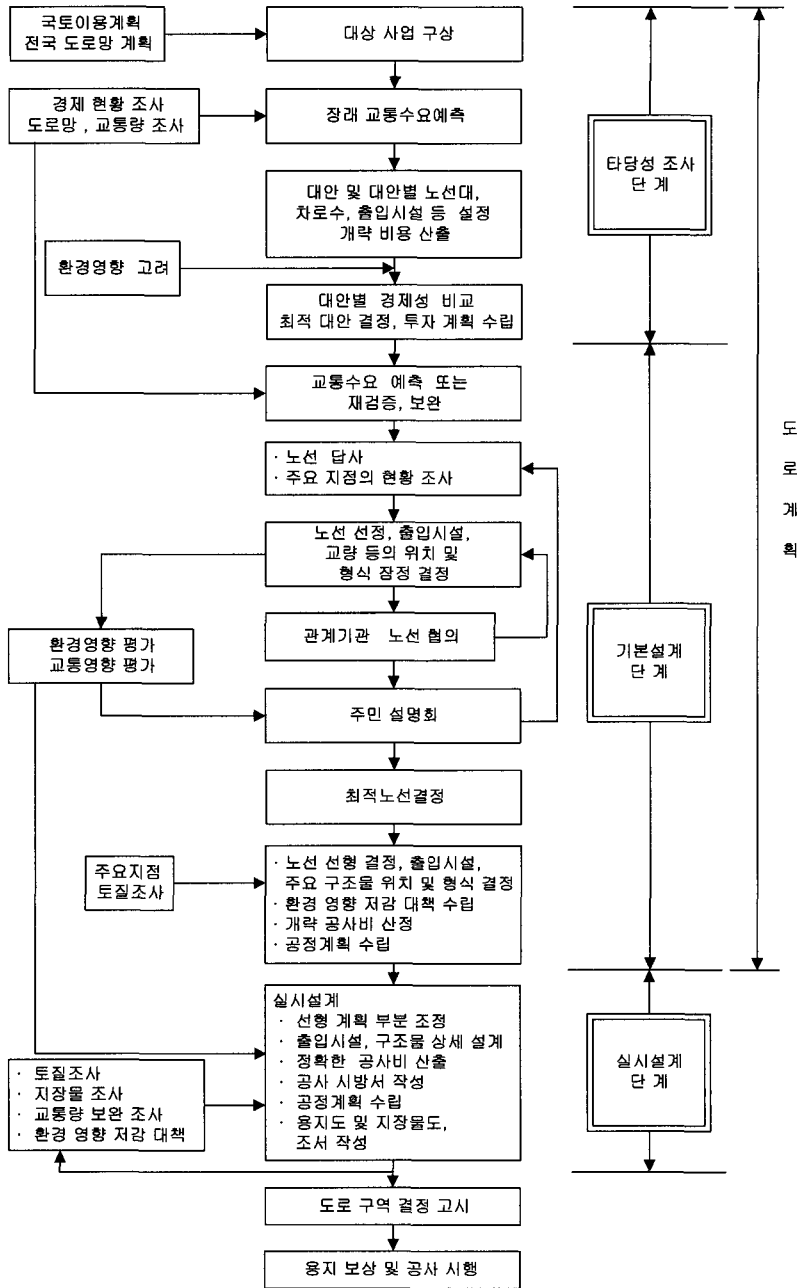 국토이용계획
전국 도로망 계획
대상 사업 구상
경제 현황 조사
도로망 , 교통량 조사
장래 교통수요예측
타당성 조사
단 계
대안 및 대안별 노선대,
차로수, 출입시설 등 설정
개략 비용 산출
환경영향 고려
대안별 경제성 비교
최적 대안 결정, 투자 계획 수립
교통수요 예측 또는
재검증, 보완
· 노선 답사
· 주요 지점의 현황 조사
도
로
계
획
노선 선정, 출입시설,
교량 등의 위치 및
형식 잠정 결정
관계기관 노선 협의
환경영향 평가
교통영향 평가
기본설계
단 계
주민 설명회
최적노선결정
주요지점
토질조사
· 노선 선형 결정, 출입시설,
주요 구조물 위치 및 형식 결정
· 환경 영향 저감 대책 수립
· 개략 공사비 산정
· 공정계획 수립
실시설계
· 선형 계획 부분 조정
· 출입시설, 구조물 상세 설계
· 정확한 공사비 산출
· 공사 시방서 작성
· 공정계획 수립
· 용지도 및 지장물도,
조서 작성
실시설계
단 계
· 토질조사
· 지장물 조사
· 교통량 보완 조사
· 환경 영향 저감 대책
도로 구역 결정 고시
용지 보상 및 공사 시행